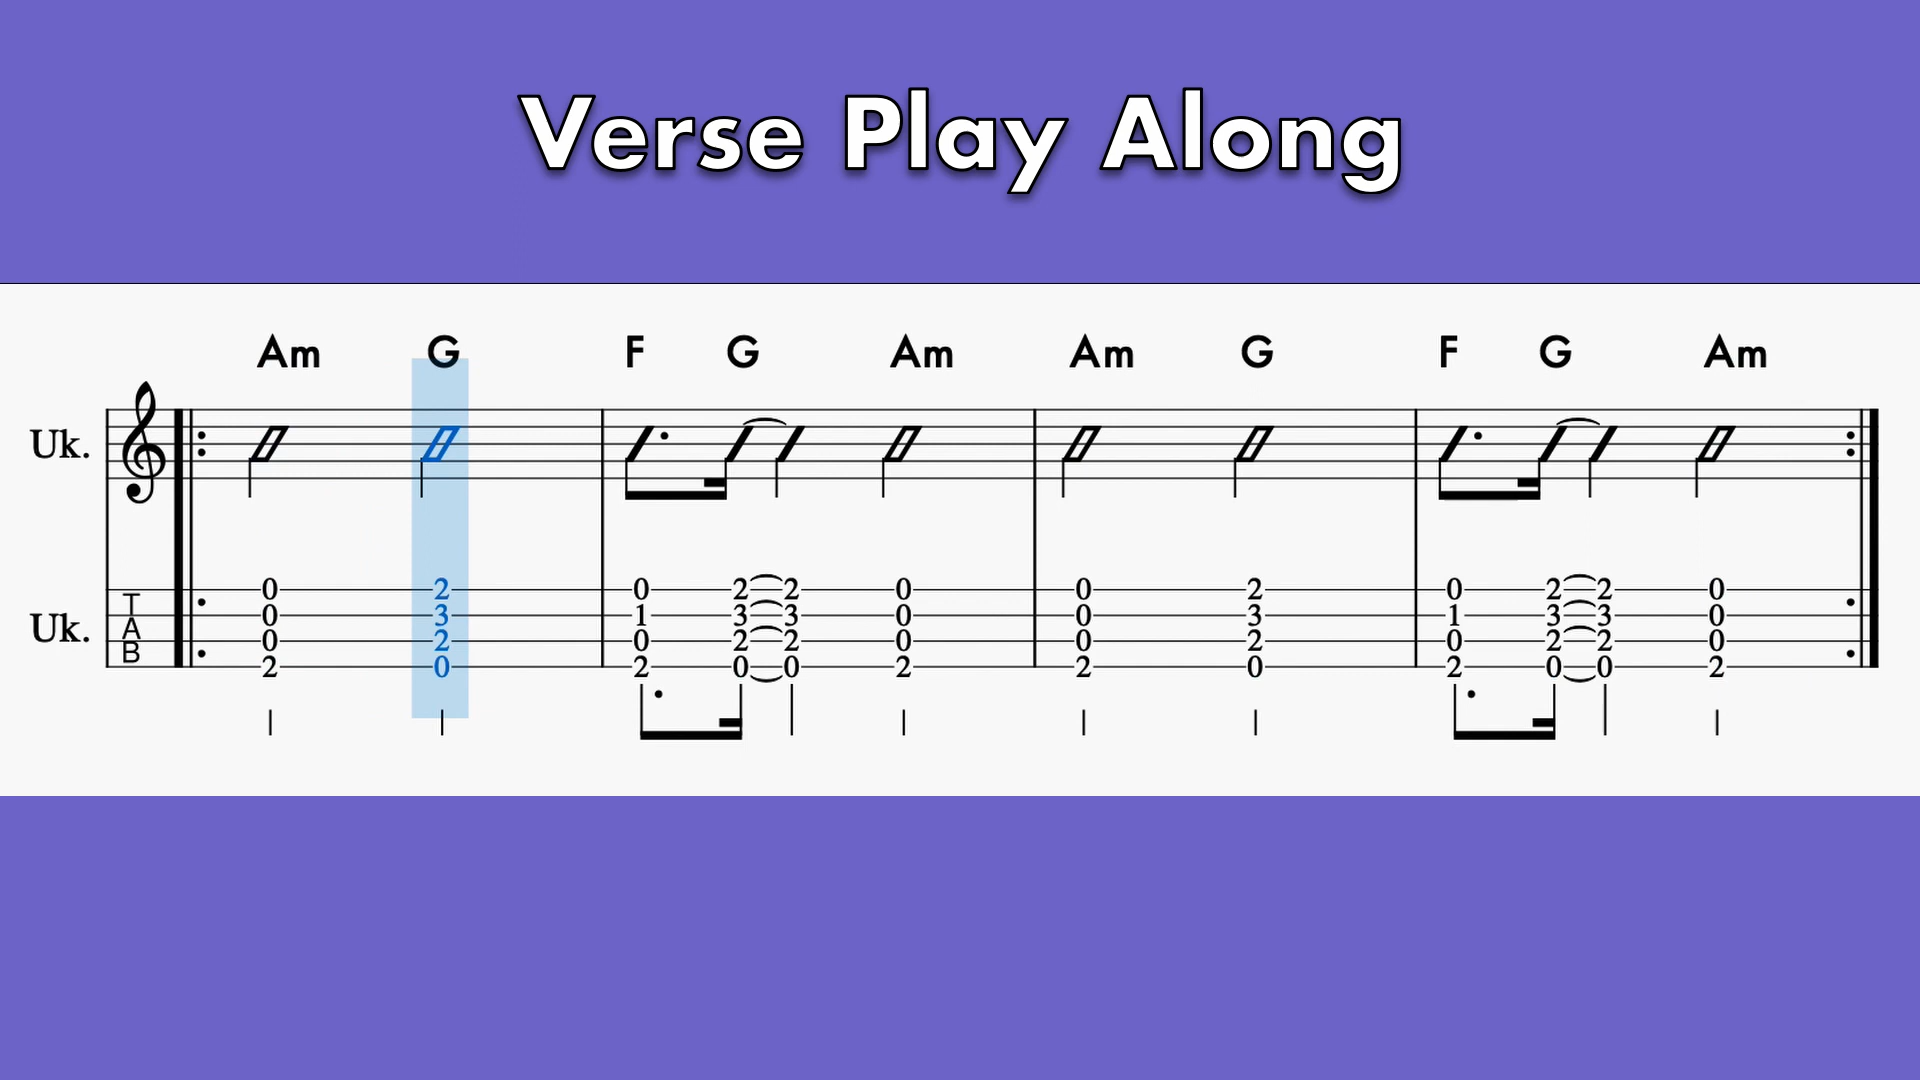 Verse Play Along
Am G F G Am Am G F G Am
Uk.
Uk.
T
A
B
0 2 0 2 2 0 0 2 0 2 2 0
0 3 1 3 3 0 0 3 1 3 3 0
0 2 0 2 2 0 0 2 0 2 2 0
2 0 2 0 0 2 2 0 2 0 0 2